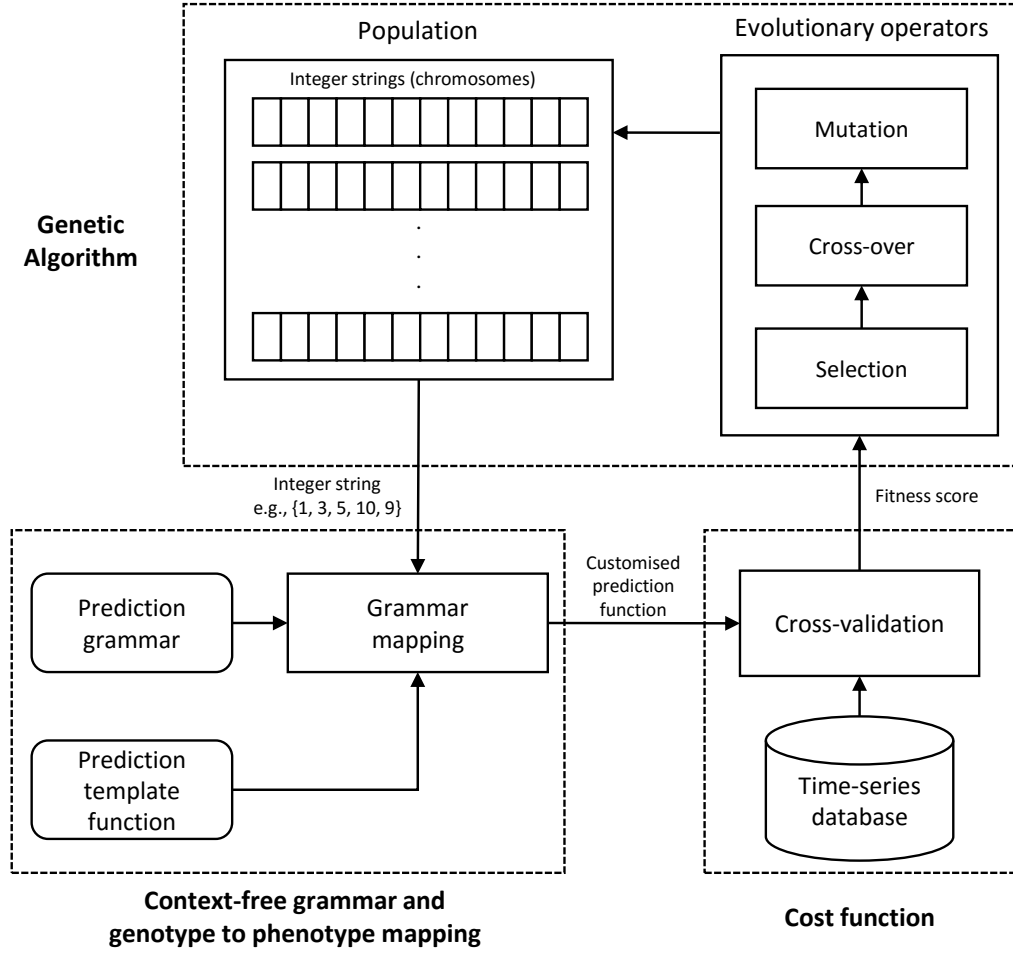 Population
Evolutionary operators
Integer strings (chromosomes)
Mutation
Genetic
Algorithm
Cross-over
Selection
Integer string
e.g., {1, 3, 5, 10, 9}
Fitness score
Prediction
grammar
Grammar
mapping
Customised
prediction
function
Cross-validation
Prediction
template
function
Time-series
database
Context-free grammar and
genotype to phenotype mapping
Cost function